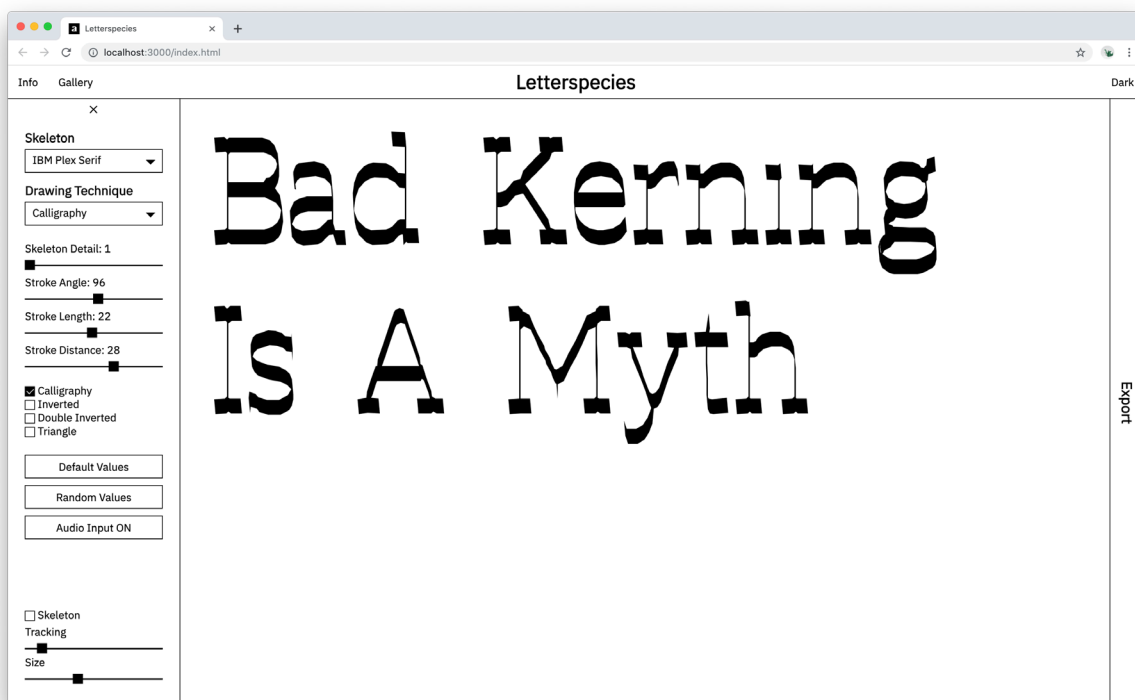 Letterspecies
localhost:3000/index.html
Info Gallery Letterspecies Dark
Skeleton
IBM Plex Serif
Drawing Technique
Calligraphy
Skeleton Detail: 1
Stroke Angle: 96
Stroke Length: 22
Stroke Distance: 28
Calligraphy
Inverted
Double Inverted
Triangle
Default Values
Random Values
Audio Input ON
Skeleton
Tracking
Size
Bad Kerning
Is A Myth
Export